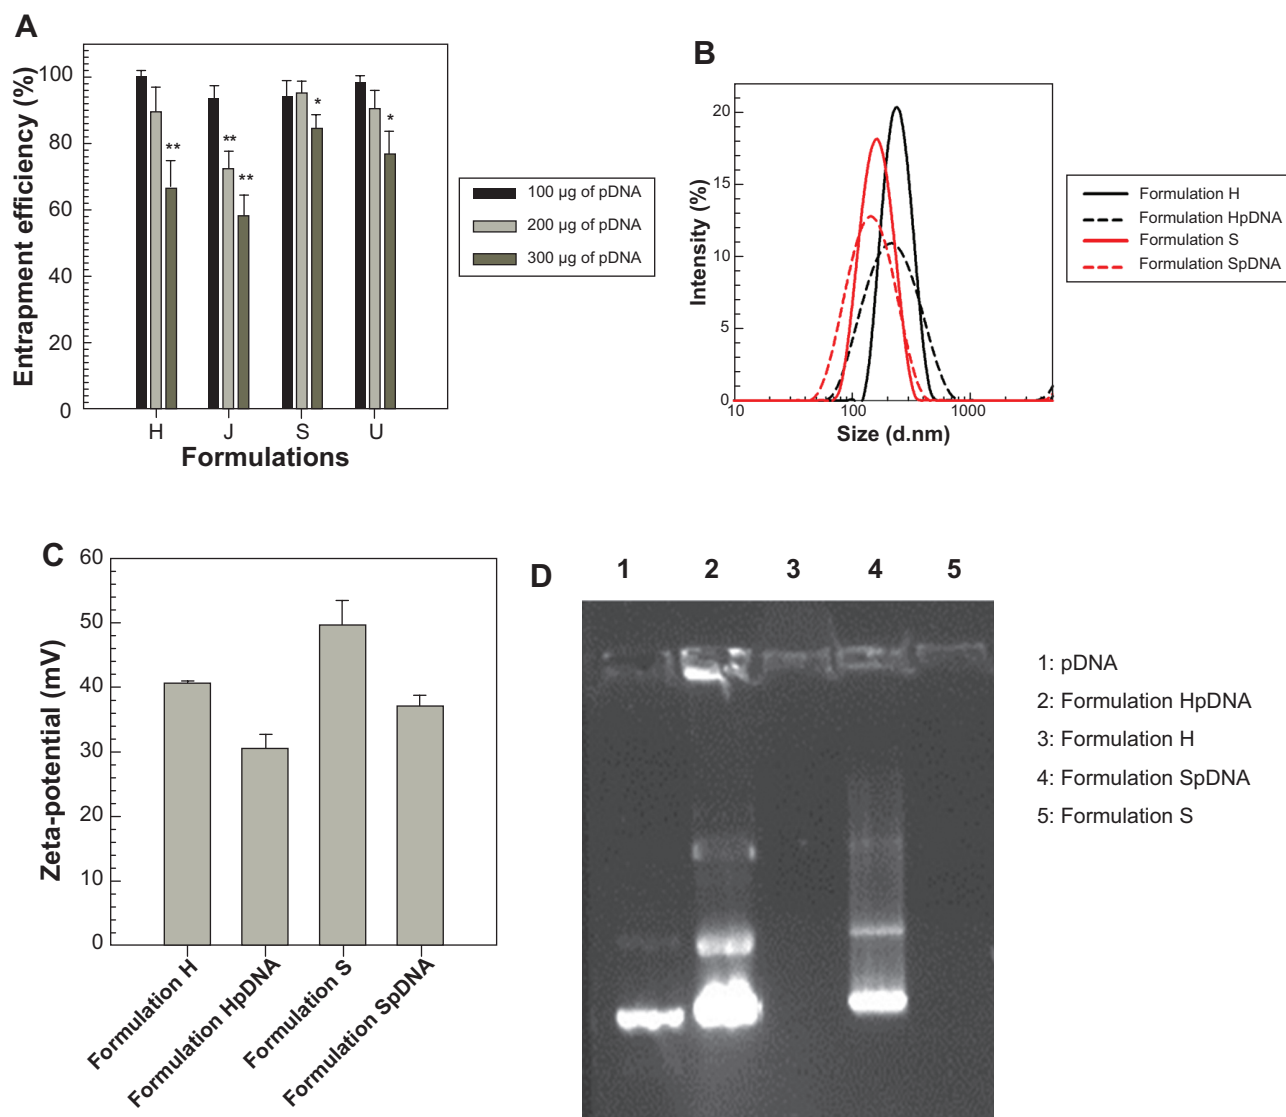 A
Entrapment efficiency (%)
100
80
60
40
20
0
**
**
**
*
*
H J S U
Formulations
100 µg of pDNA
200 µg of pDNA
300 µg of pDNA
B
Intensity (%)
20
15
10
5
0
10 100 1000
Size (d.nm)
Formulation H
Formulation HpDNA
Formulation S
Formulation SpDNA
C
Zeta-potential (mV)
60
50
40
30
20
10
0
Formulation H
Formulation HpDNA
Formulation S
Formulation SpDNA
D
1 2 3 4 5
1: pDNA
2: Formulation HpDNA
3: Formulation H
4: Formulation SpDNA
5: Formulation S